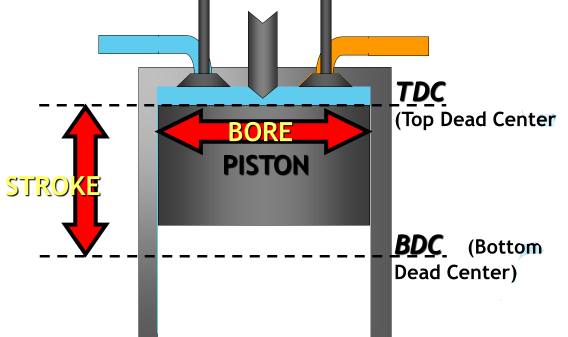 TDC
(Top Dead Center
BORE
PISTON
STROKE
BDC (Bottom
Dead Center)